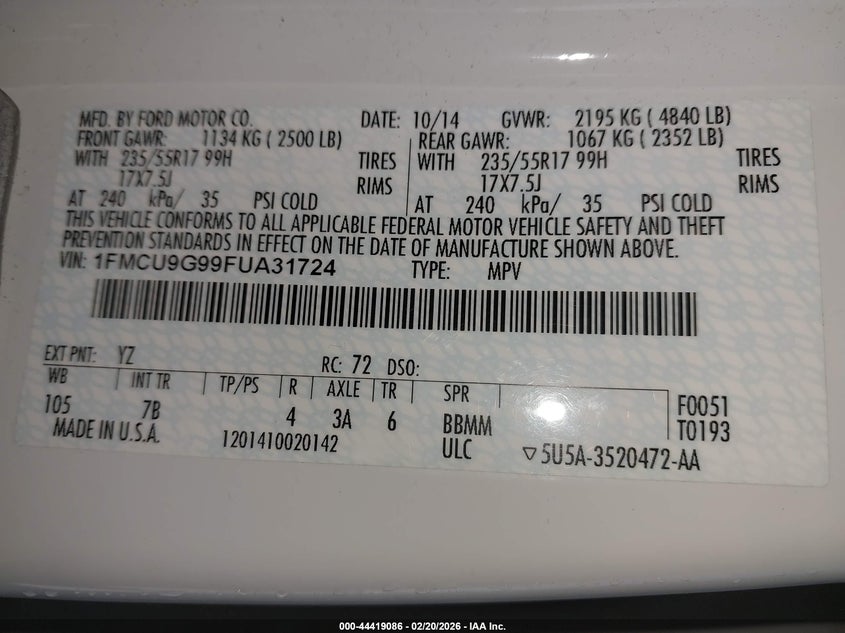 MFD. BY FORD MOTOR CO. DATE: 10/14 GVWR: 2195 KG ( 4840 LB)
FRONT GAWR: 1134 KG ( 2500 LB) REAR GAWR: 1067 KG ( 2352 LB)
WITH 235/55R17 99H TIRES WITH 235/55R17 99H TIRES
17X7.5J RIMS 17X7.5J RIMS
AT 240 kPa/ 35 PSI COLD AT 240 kPa/ 35 PSI COLD
THIS VEHICLE CONFORMS TO ALL APPLICABLE FEDERAL MOTOR VEHICLE SAFETY AND THEFT
PREVENTION STANDARDS IN EFFECT ON THE DATE OF MANUFACTURE SHOWN ABOVE.
VIN: 1FMCU9G99FUA31724 TYPE: MPV
EXT PNT: YZ RC: 72 DSO:
WB INT TR TP/PS R AXLE TR SPR
105 7B 4 3A 6 BBMM F0051
MADE IN U.S.A. 1201410020142 ULC T0193
▽5U5A-3520472-AA
000-44419086 - 02/20/2026 - IAA Inc.